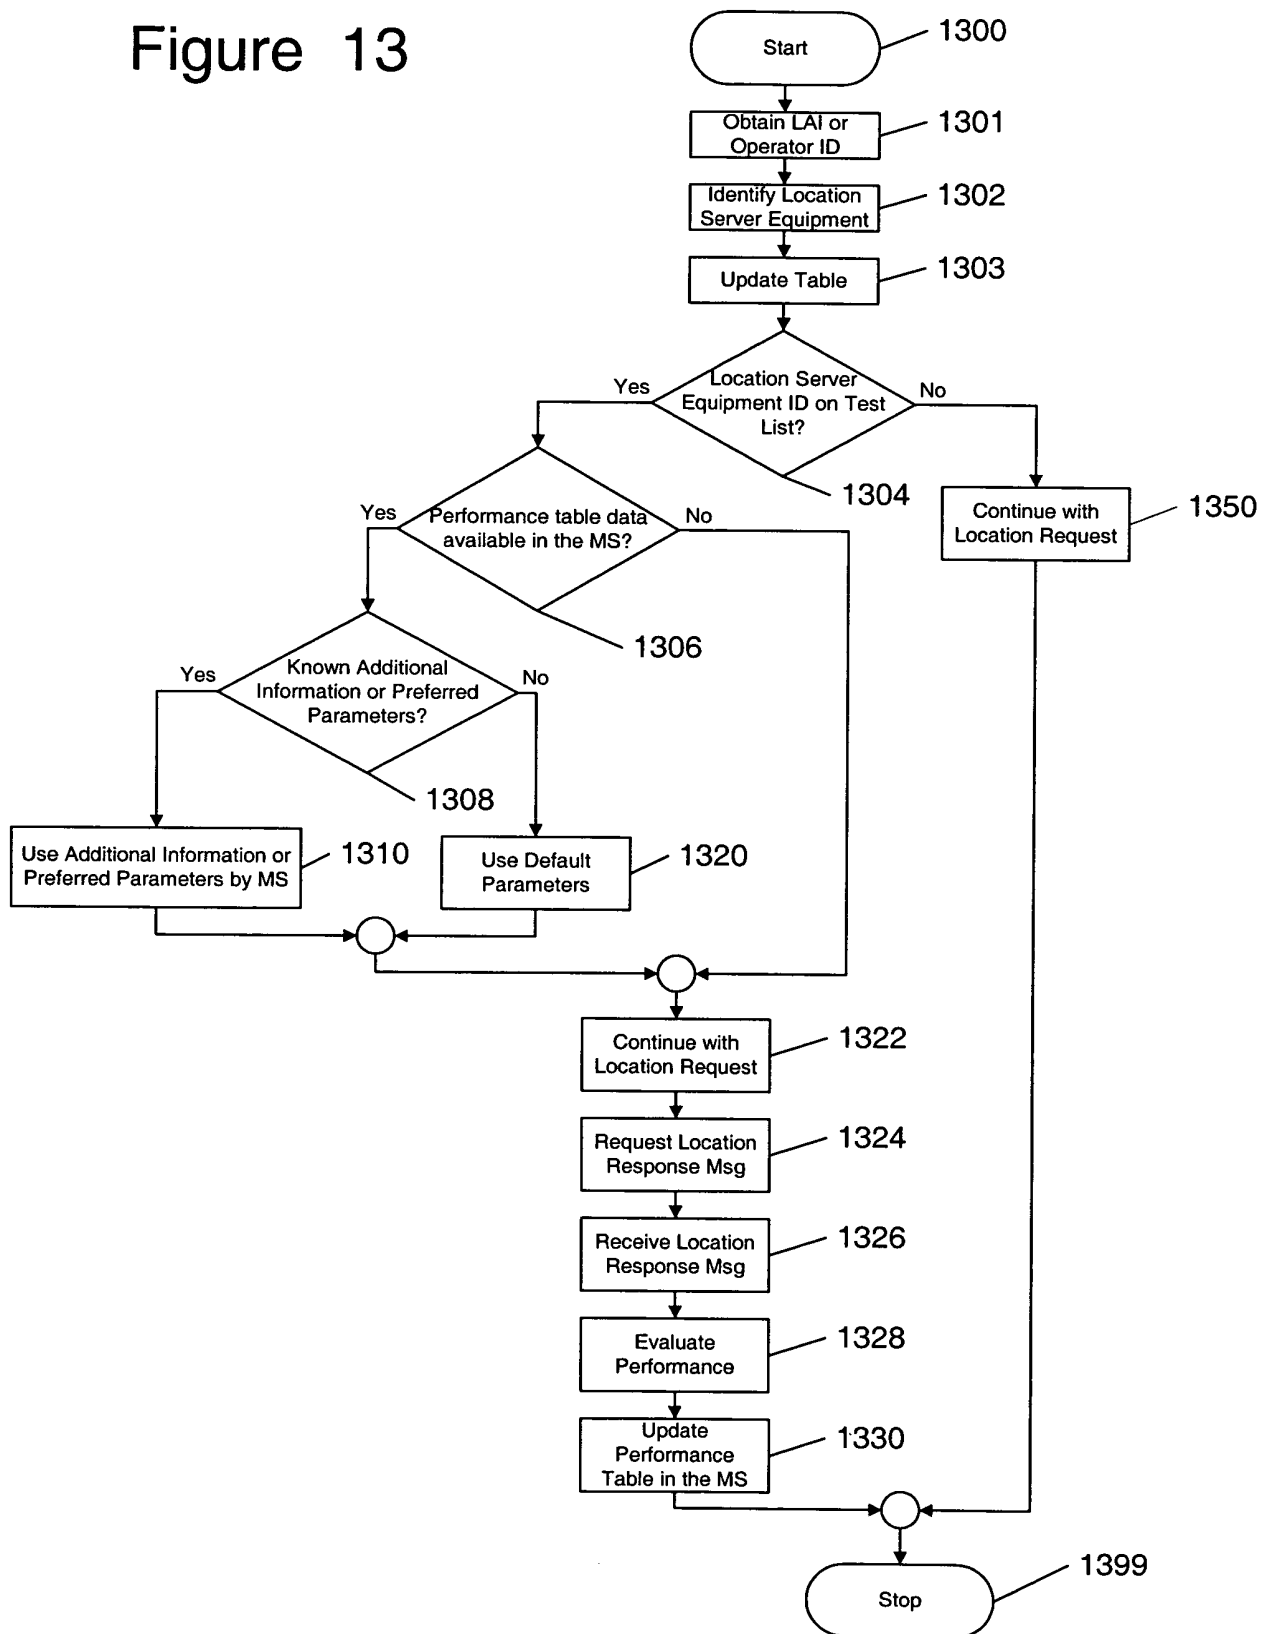 Figure 13
Start
1300
Obtain LAI or
Operator ID
1301
Identify Location
Server Equipment
1302
Update Table
1303
Location Server
Equipment ID on Test
List?
Yes
No
1304
Continue with
Location Request
1350
Performance table data
available in the MS?
Yes
No
1306
Known Additional
Information or Preferred
Parameters?
Yes
No
1308
Use Additional Information or
Preferred Parameters by MS
1310
Use Default
Parameters
1320
Continue with
Location Request
1322
Request Location
Response Msg
1324
Receive Location
Response Msg
1326
Evaluate
Performance
1328
Update
Performance
Table in the MS
1330
Stop
1399